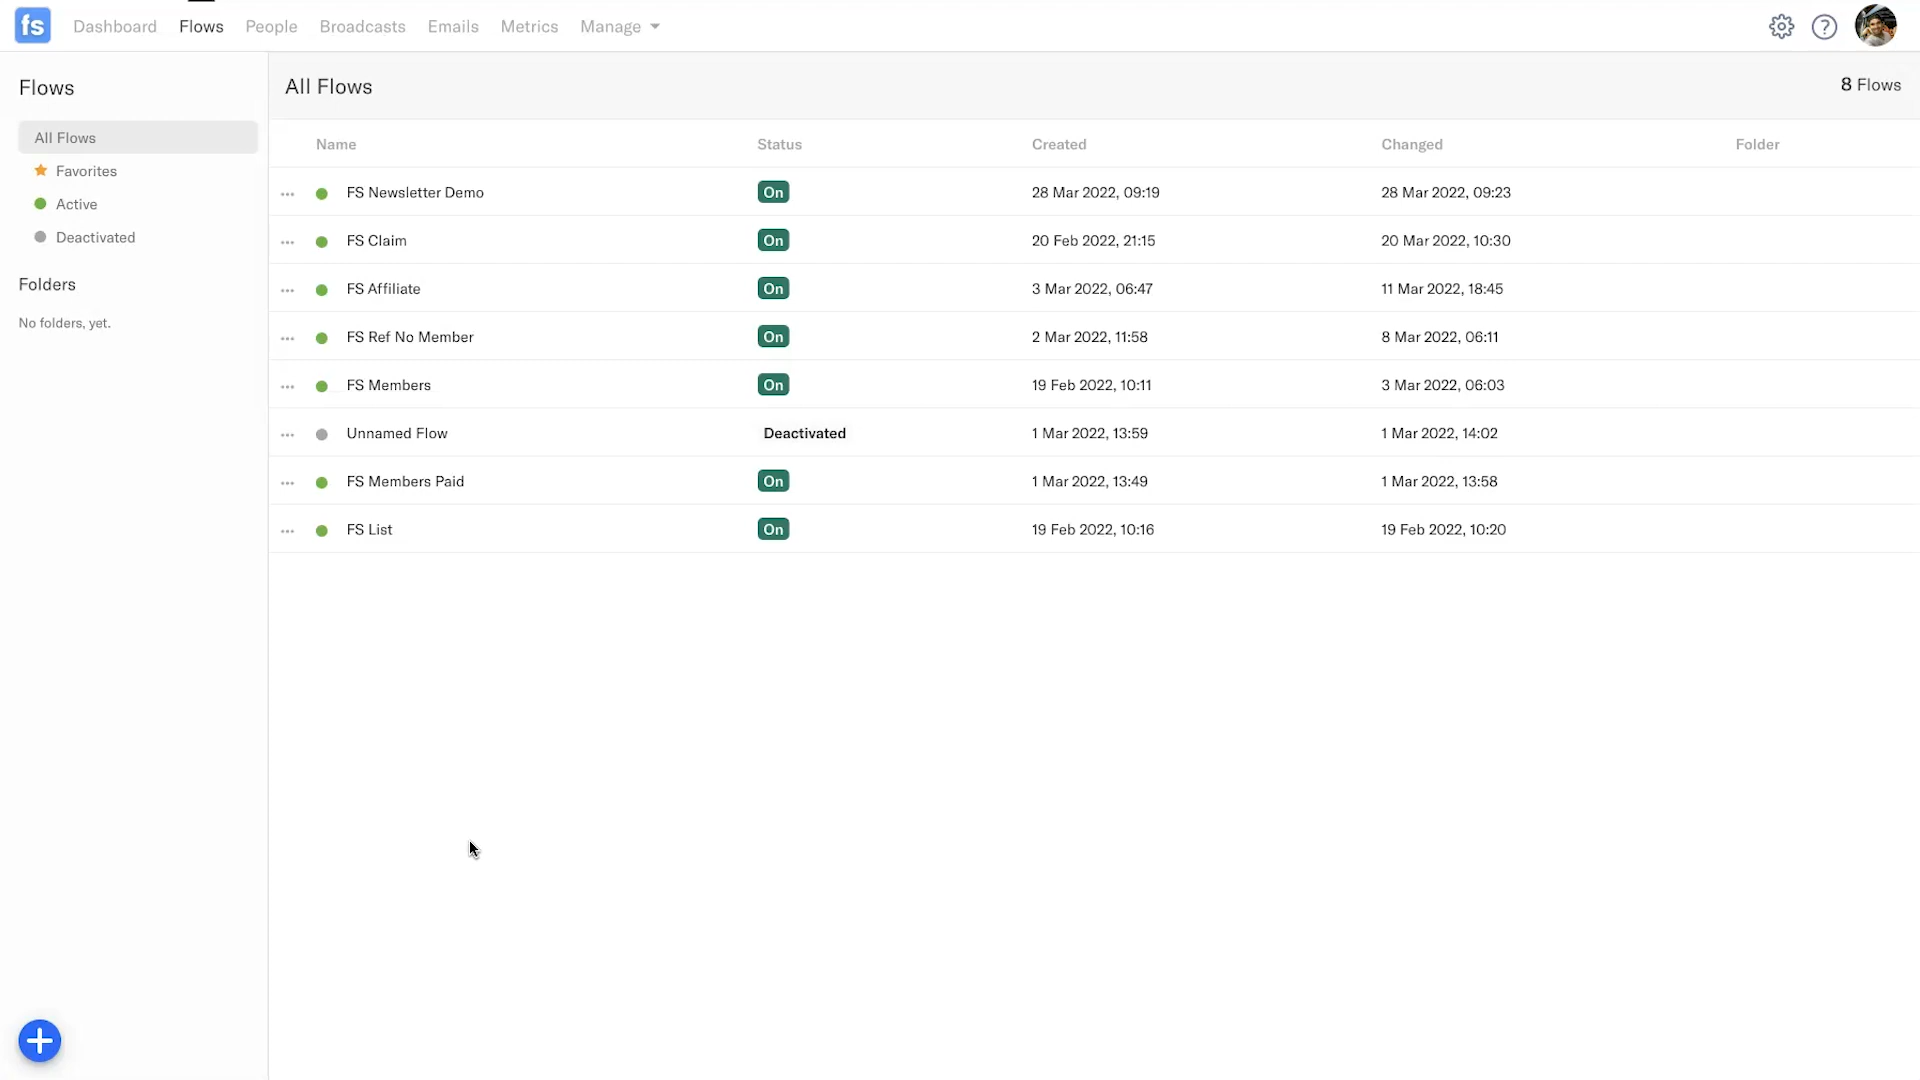 fs Dashboard Flows People Broadcasts Emails Metrics Manage ?
Flows
All Flows
Favorites
Active
Deactivated
Folders
No folders, yet.
All Flows 8 Flows
Name Status Created Changed Folder
FS Newsletter Demo On 28 Mar 2022, 09:19 28 Mar 2022, 09:23
FS Claim On 20 Feb 2022, 21:15 20 Mar 2022, 10:30
FS Affiliate On 3 Mar 2022, 06:47 11 Mar 2022, 18:45
FS Ref No Member On 2 Mar 2022, 11:58 8 Mar 2022, 06:11
FS Members On 19 Feb 2022, 10:11 3 Mar 2022, 06:03
Unnamed Flow Deactivated 1 Mar 2022, 13:59 1 Mar 2022, 14:02
FS Members Paid On 1 Mar 2022, 13:49 1 Mar 2022, 13:58
FS List On 19 Feb 2022, 10:16 19 Feb 2022, 10:20